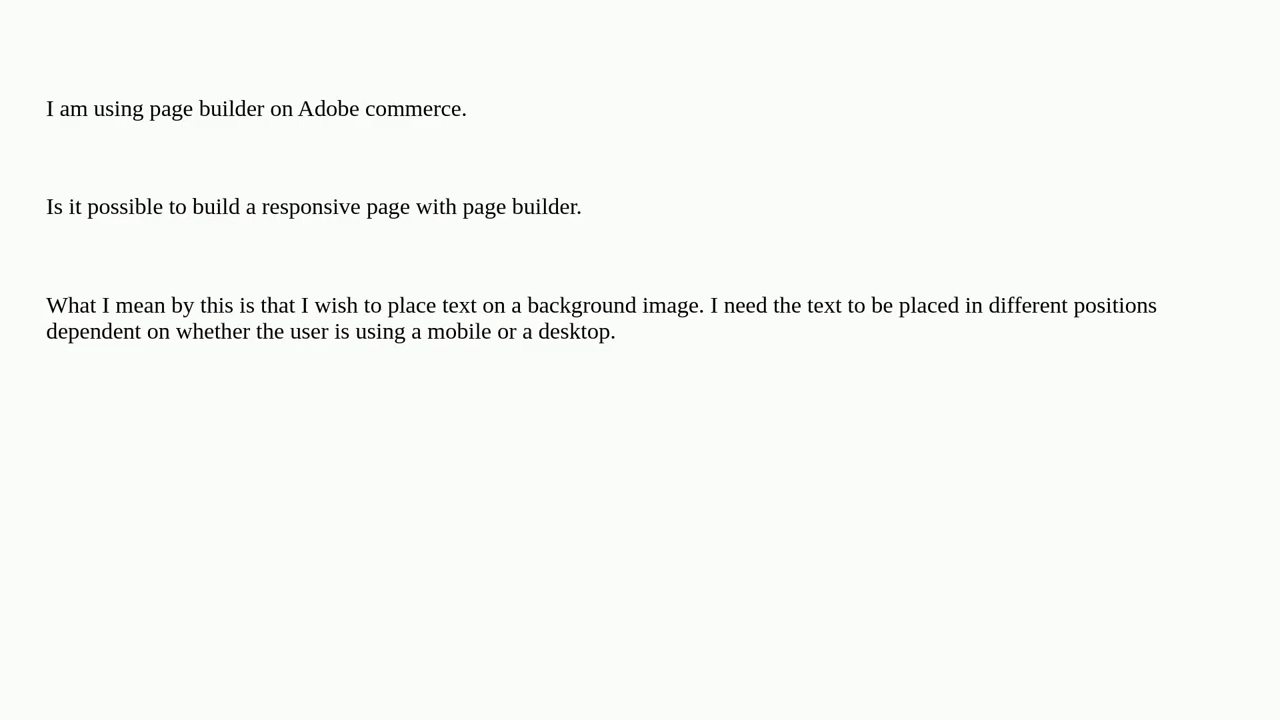 I am using page builder on Adobe commerce.
Is it possible to build a responsive page with page builder.
What I mean by this is that I wish to place text on a background image. I need the text to be placed in different positions
dependent on whether the user is using a mobile or a desktop.